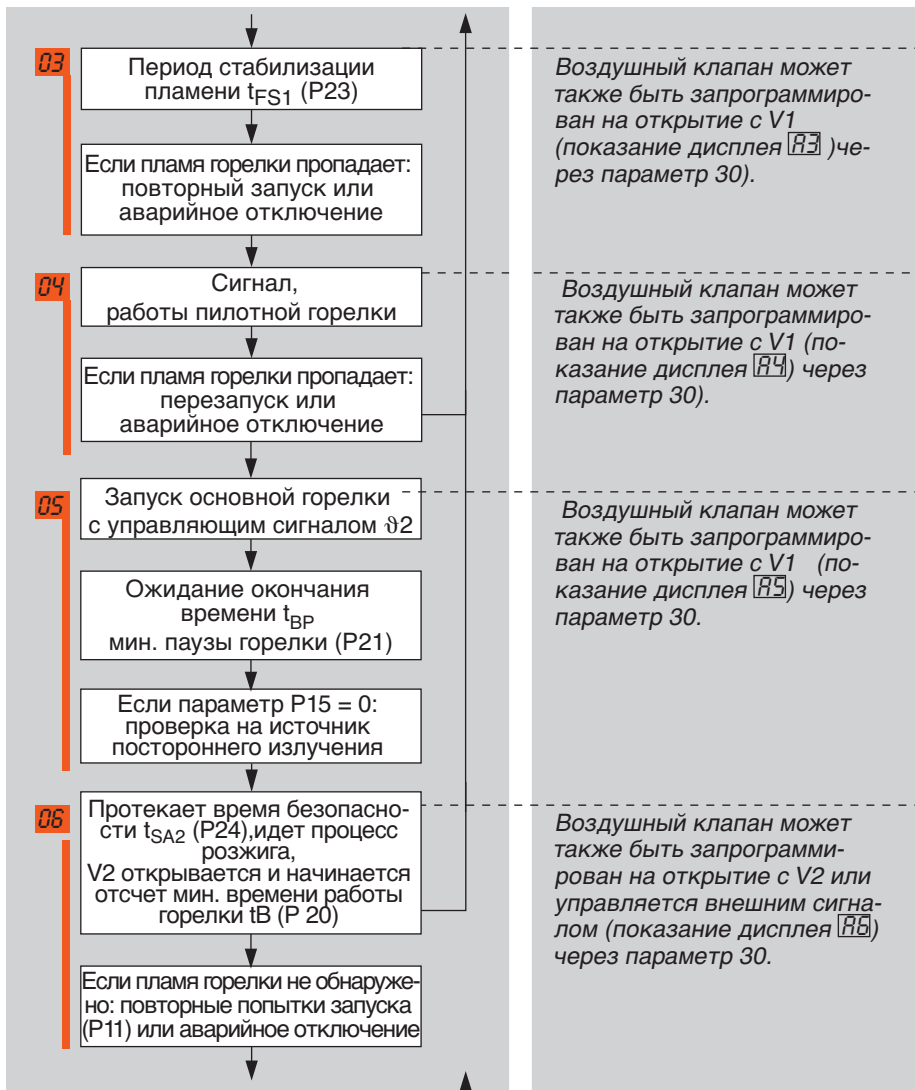 03
Период стабилизации
пламени tFS1 (P23)
Если пламя горелки пропадает:
повторный запуск или
аварийное отключение
Воздушный клапан может
также быть запрограммиро-
ван на открытие с V1
(показание дисплея A3 )че-
рез параметр 30).
04
Сигнал,
работы пилотной горелки
Если пламя горелки пропадает:
перезапуск или
аварийное отключение
Воздушный клапан может
также быть запрограммиро-
ван на открытие с V1 (по-
казание дисплея A4) через
параметр 30).
05
Запуск основной горелки
с управляющим сигналом ϑ2
Ожидание окончания
времени tBP
мин. паузы горелки (P21)
Если параметр P15 = 0:
проверка на источник
постороннего излучения
Воздушный клапан может
также быть запрограммиро-
ван на открытие с V1 (по-
казание дисплея A5) через
параметр 30.
06
Протекает время безопасно-
сти tSA2 (P24),идет процесс
розжига,
V2 открывается и начинается
отсчет мин. времени работы
горелки tB (P 20)
Если пламя горелки не обнаруже-
но: повторные попытки запуска
(P11) или аварийное отключение
Воздушный клапан может
также быть запрограмми-
рован на открытие с V2 или
управляется внешним сигна-
лом (показание дисплея A6)
через параметр 30.